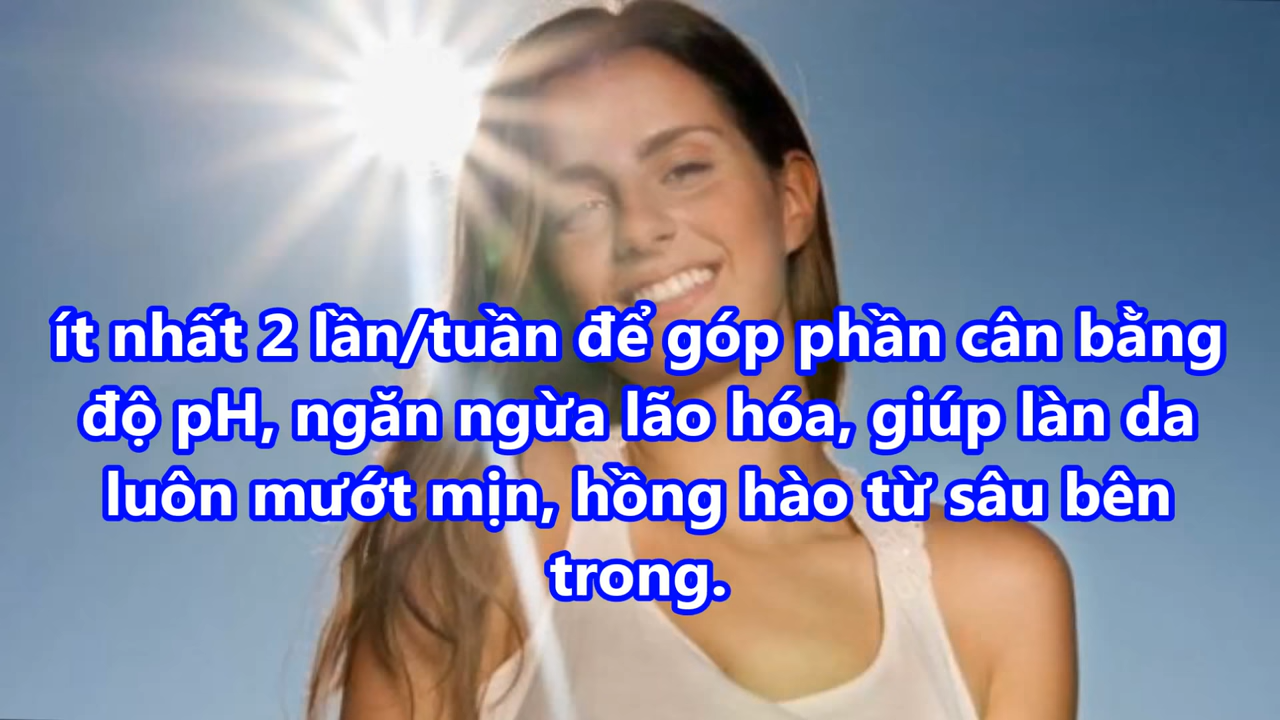 ít nhất 2 lần/tuần để góp phần cân bằng
độ pH, ngăn ngừa lão hóa, giúp làn da
luôn mướt mịn, hồng hào từ sâu bên
trong.